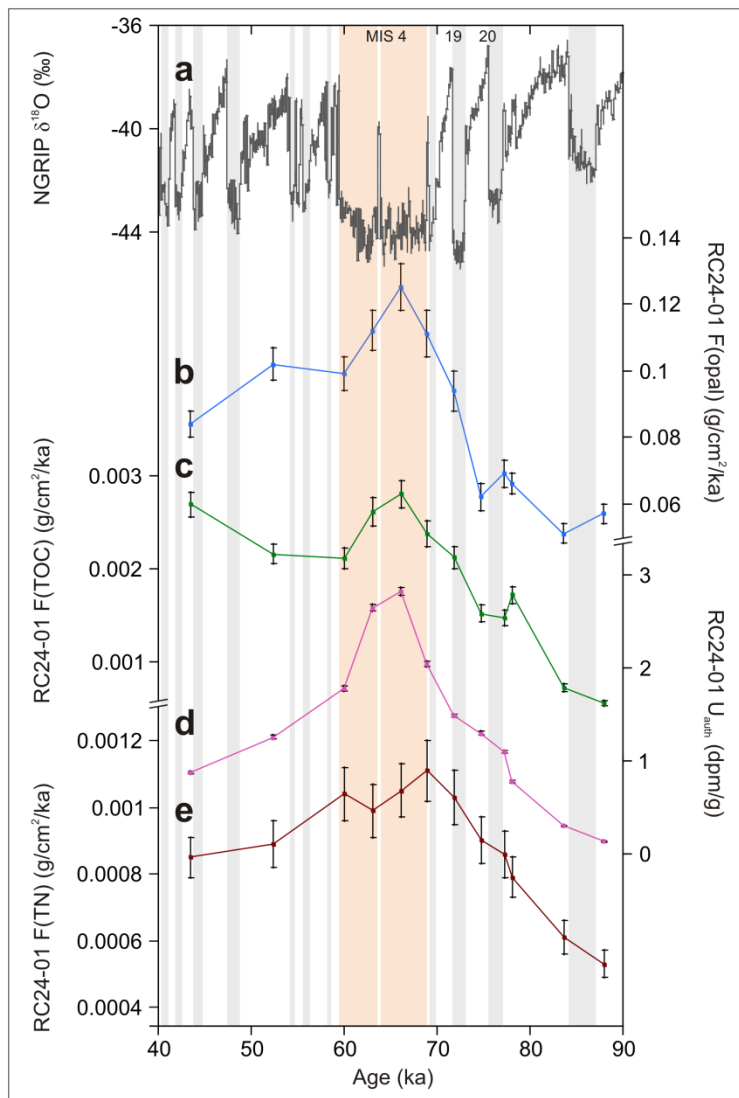 MIS 4
19
20
a
b
c
d
e
NGRIP δ¹⁸O (‰)
-36
-40
-44
RC24-01 F(opal) (g/cm²/ka)
0.14
0.12
0.1
0.08
0.06
RC24-01 F(TOC) (g/cm²/ka)
0.003
0.002
0.001
RC24-01 U_auth (dpm/g)
3
2
1
0
RC24-01 F(TN) (g/cm²/ka)
0.0012
0.001
0.0008
0.0006
0.0004
40
50
60
70
80
90
Age (ka)